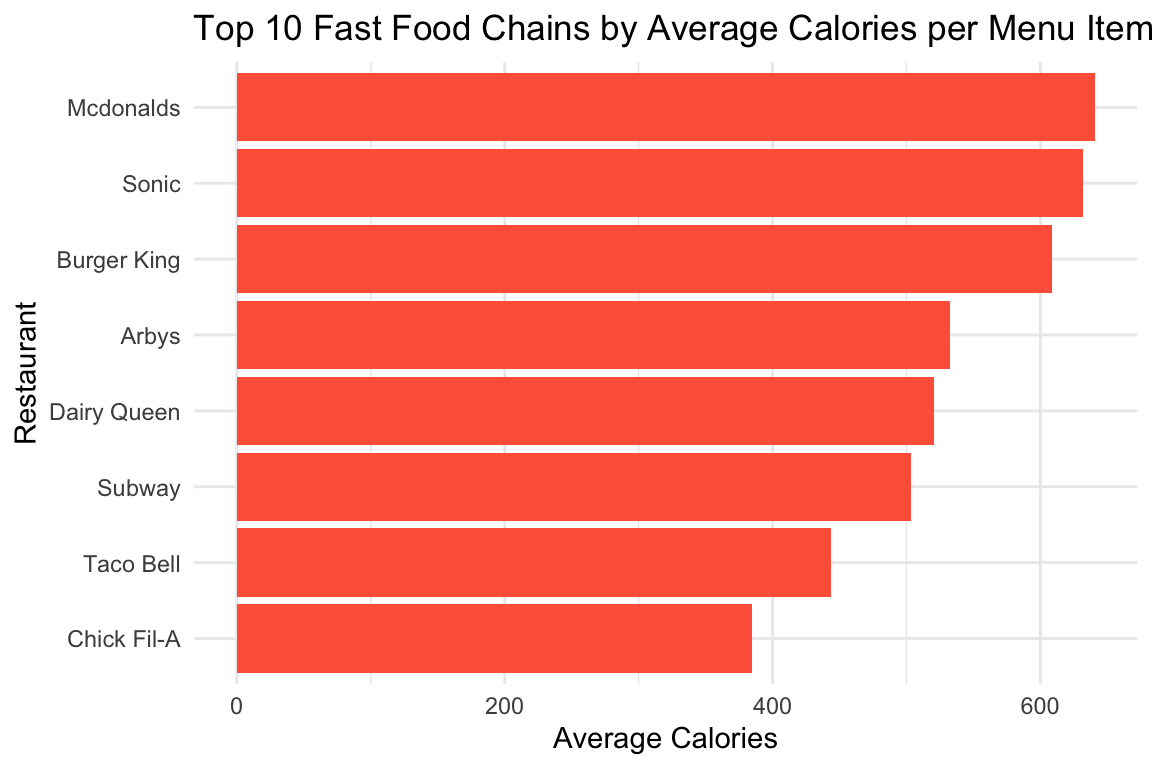 Top 10 Fast Food Chains by Average Calories per Menu Item
Restaurant
Mcdonalds
Sonic
Burger King
Arbys
Dairy Queen
Subway
Taco Bell
Chick Fil-A
0 200 400 600
Average Calories